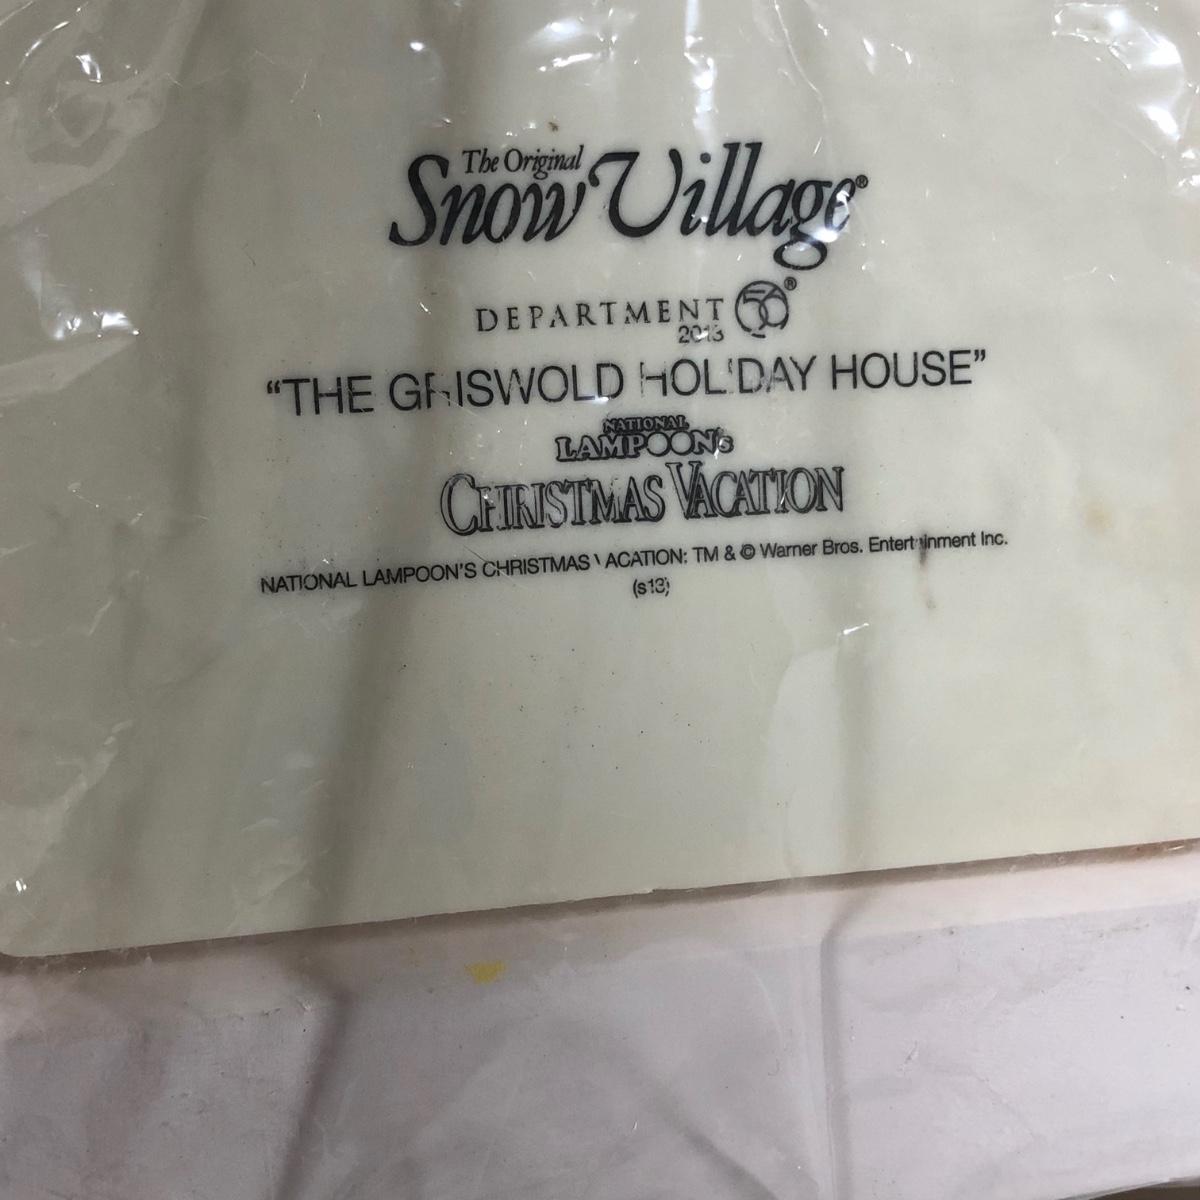 The Original
Snow Village®
DEPARTMENT 56®
2013
“THE GRISWOLD HOLIDAY HOUSE”
NATIONAL
LAMPOON'S
CHRISTMAS VACATION
NATIONAL LAMPOON'S CHRISTMAS VACATION: TM & © Warner Bros. Entertainment Inc.
(s13)